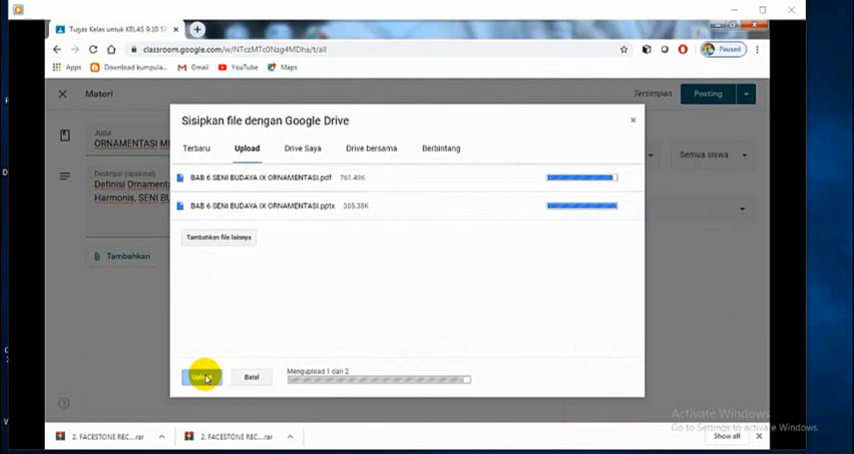 Tugas Kelas untuk KELAS 9.10 S
classroom.google.com/w/NTczMTc0Nzg4MDha/t/all
Paused
Apps
Download kumpula...
Gmail
YouTube
Maps
Materi
Tersimpan
Posting
Judul
ORNAMENTASI M
Deskripsi (opsional)
Definisi Ornament
Harmonis, SENI B
Semua siswa
Tambahkan
Sisipkan file dengan Google Drive
Terbaru
Upload
Drive Saya
Drive bersama
Berbintang
BAB 6 SENI BUDAYA IX ORNAMENTASI.pdf 761.49K
BAB 6 SENI BUDAYA IX ORNAMENTASI.pptx 305.38K
Tambahkan file lainnya
Upload
Batal
Mengupload 1 dari 2
Activate Windows
Go to Settings to activate Windows.
2. FACESTONE REC....rar
2. FACESTONE REC....rar
Show all